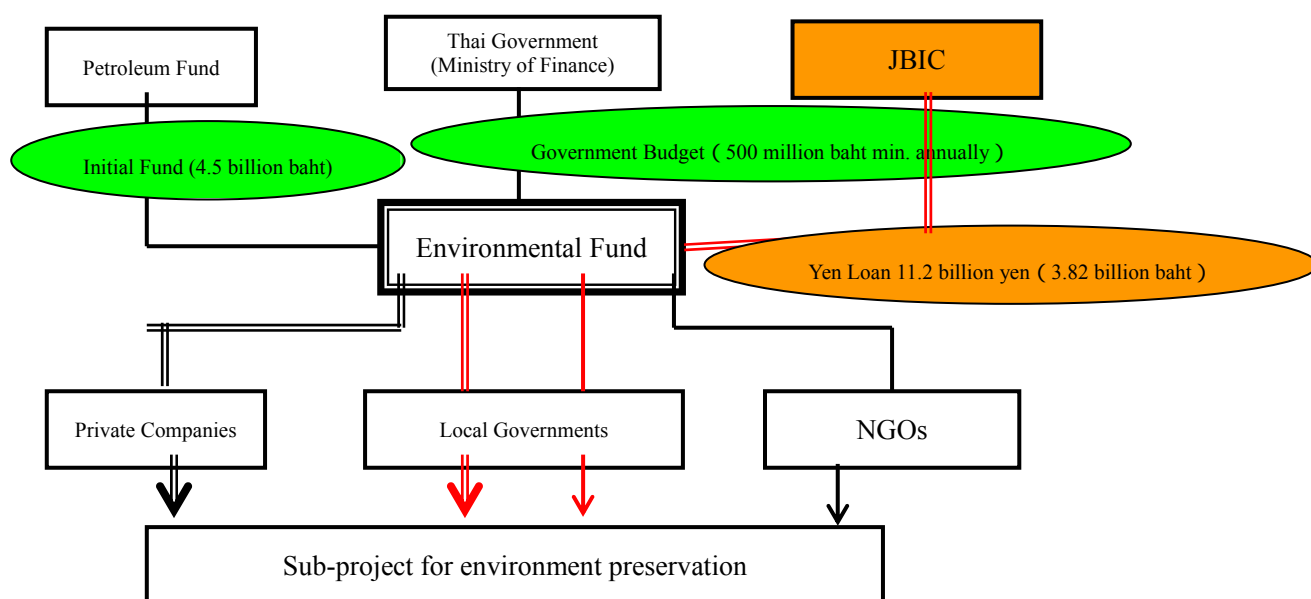 Petroleum Fund
Thai Government
(Ministry of Finance)
JBIC
Initial Fund (4.5 billion baht)
Government Budget ( 500 million baht min. annually )
Environmental Fund
Yen Loan 11.2 billion yen ( 3.82 billion baht )
Private Companies
Local Governments
NGOs
Sub-project for environment preservation